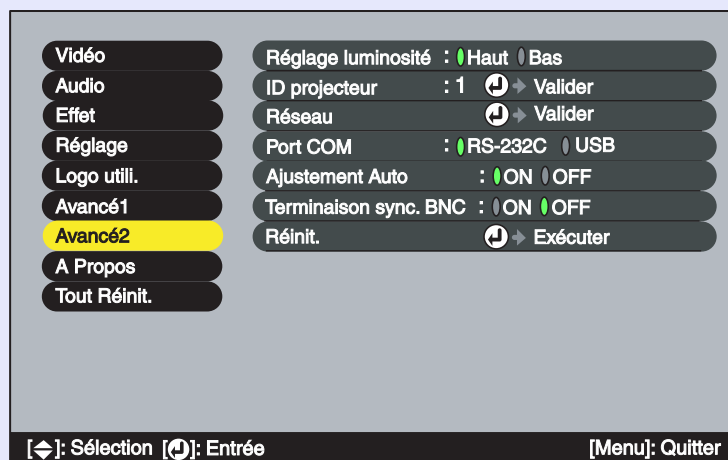 Vidéo
Audio
Effet
Réglage
Logo utili.
Avancé1
Avancé2
A Propos
Tout Réinit.
Réglage luminosité : Haut Bas
ID projecteur : 1 Valider
Réseau Valider
Port COM : RS-232C USB
Ajustement Auto : ON OFF
Terminaison sync. BNC : ON OFF
Réinit. Exécuter
[ ]: Sélection [ ]: Entrée [Menu]: Quitter